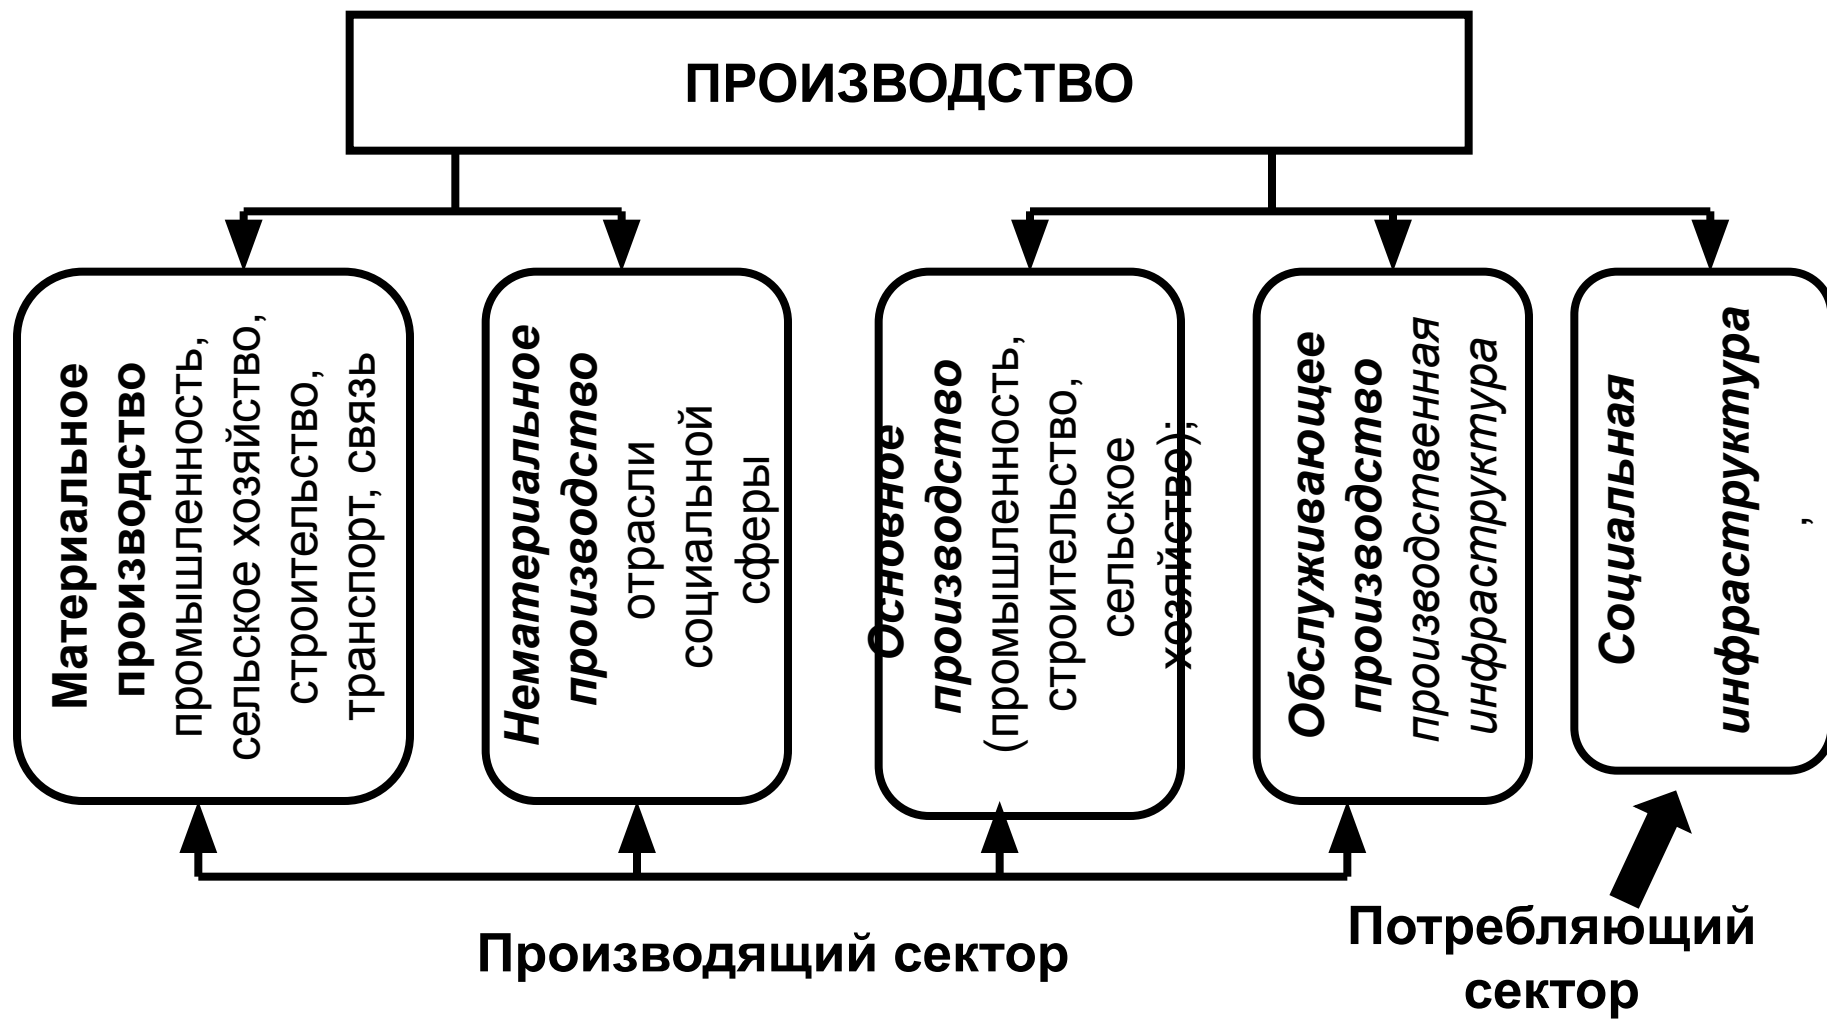 ПРОИЗВОДСТВО
Материальное
производство
промышленность,
сельское хозяйство,
строительство,
транспорт, связь
Нематериальное
производство
отрасли
социальной
сферы
Основное
производство
(промышленность,
строительство,
сельское
хозяйство);
Обслуживающее
производство
производственная
инфраструктура
Социальная
инфраструктура
,
Производящий сектор
Потребляющий
сектор